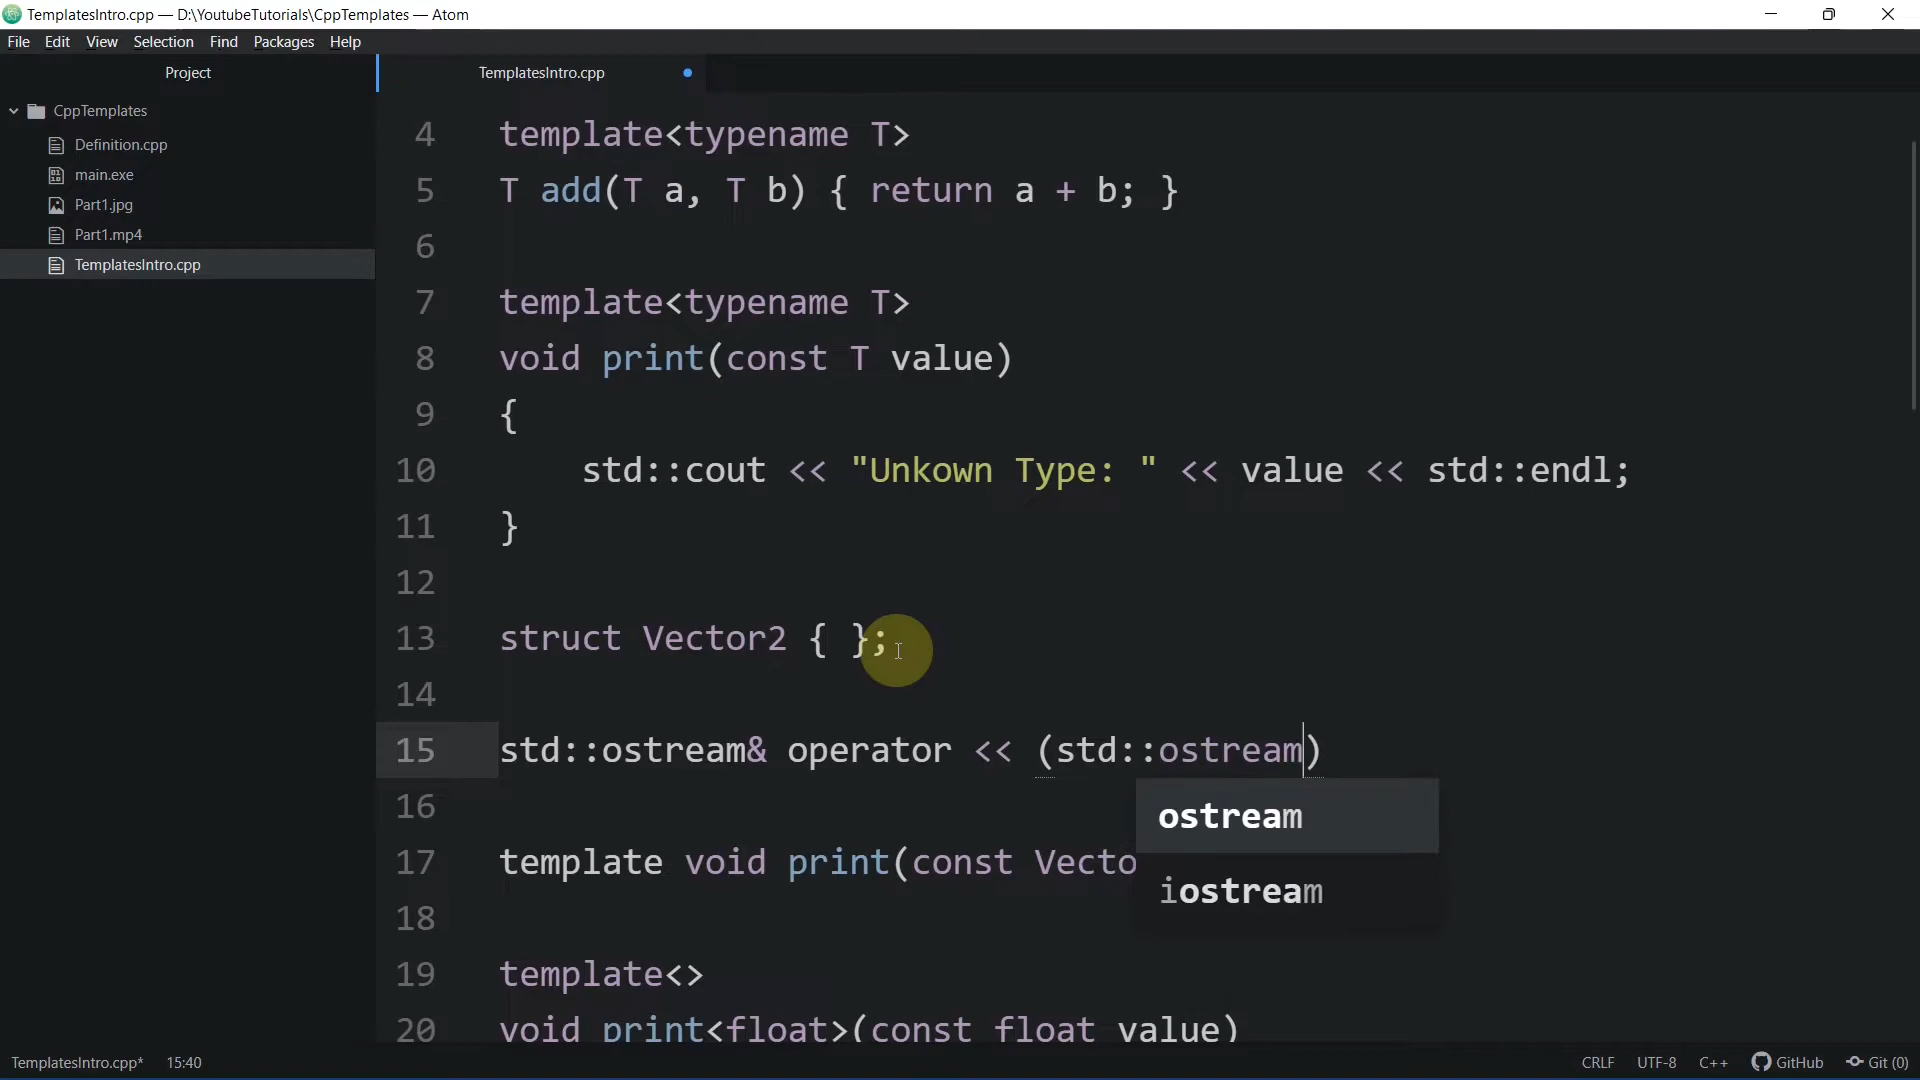 TemplatesIntro.cpp — D:\YoutubeTutorials\CppTemplates — Atom
File Edit View Selection Find Packages Help
Project
TemplatesIntro.cpp
CppTemplates
Definition.cpp
main.exe
Part1.jpg
Part1.mp4
TemplatesIntro.cpp
4 template<typename T>
5 T add(T a, T b) { return a + b; }
6
7 template<typename T>
8 void print(const T value)
9 {
10 std::cout << "Unkown Type: " << value << std::endl;
11 }
12
13 struct Vector2 { };
14
15 std::ostream& operator << (std::ostream)
ostream
16
17 template void print(const Vecto
iostream
18
19 template<>
20 void print<float>(const float value)
TemplatesIntro.cpp* 15:40 CRLF UTF-8 C++ GitHub Git (0)